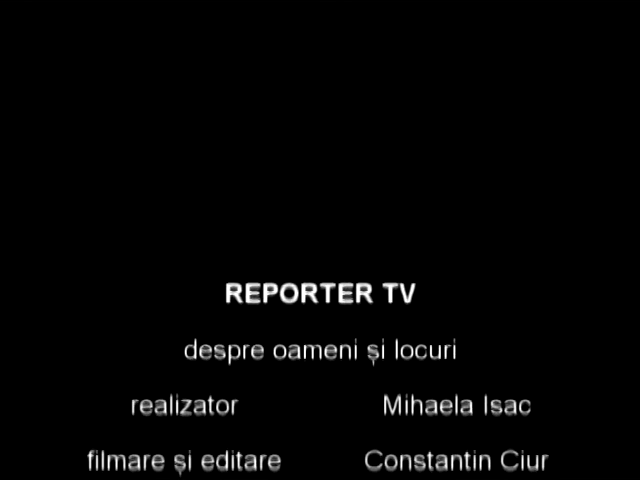 REPORTER TV
despre oameni și locuri
realizator Mihaela Isac
filmare și editare Constantin Ciur